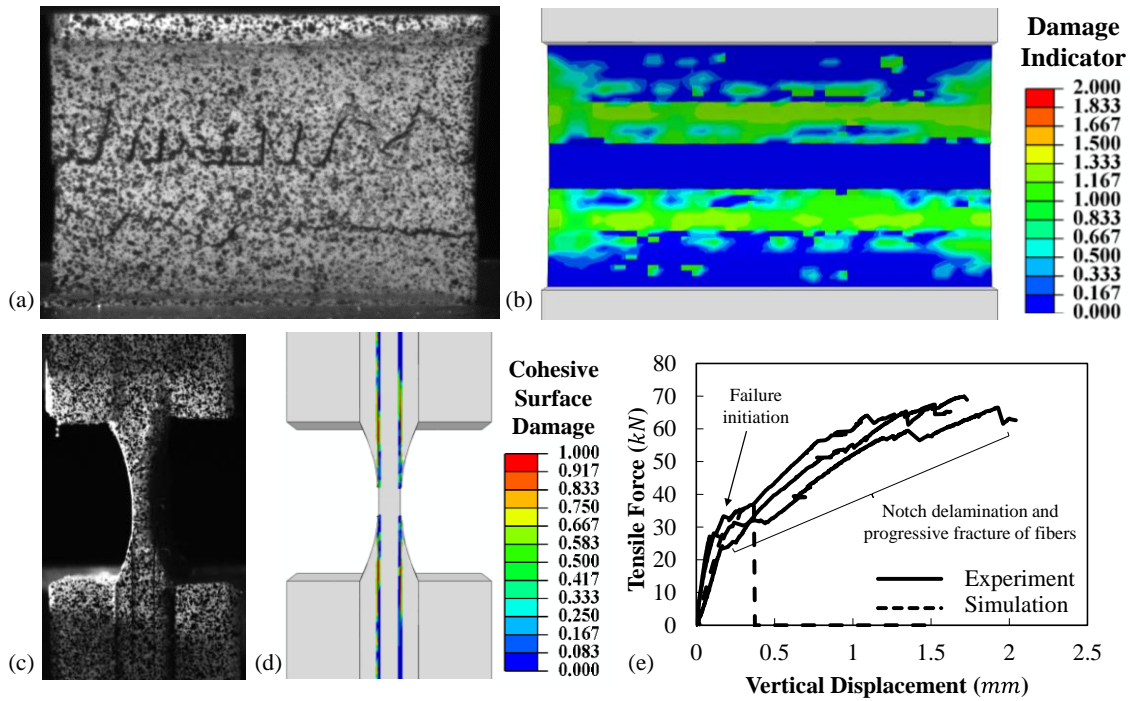 (a)
(b)
Damage
Indicator
2.000
1.833
1.667
1.500
1.333
1.167
1.000
0.833
0.667
0.500
0.333
0.167
0.000
(c)
(d)
Cohesive
Surface
Damage
1.000
0.917
0.833
0.750
0.667
0.583
0.500
0.417
0.333
0.250
0.167
0.083
0.000
(e)
Tensile Force (kN)
80
70
60
50
40
30
20
10
0
Failure
initiation
Notch delamination and
progressive fracture of fibers
Experiment
Simulation
0
0.5
1
1.5
2
2.5
Vertical Displacement (mm)